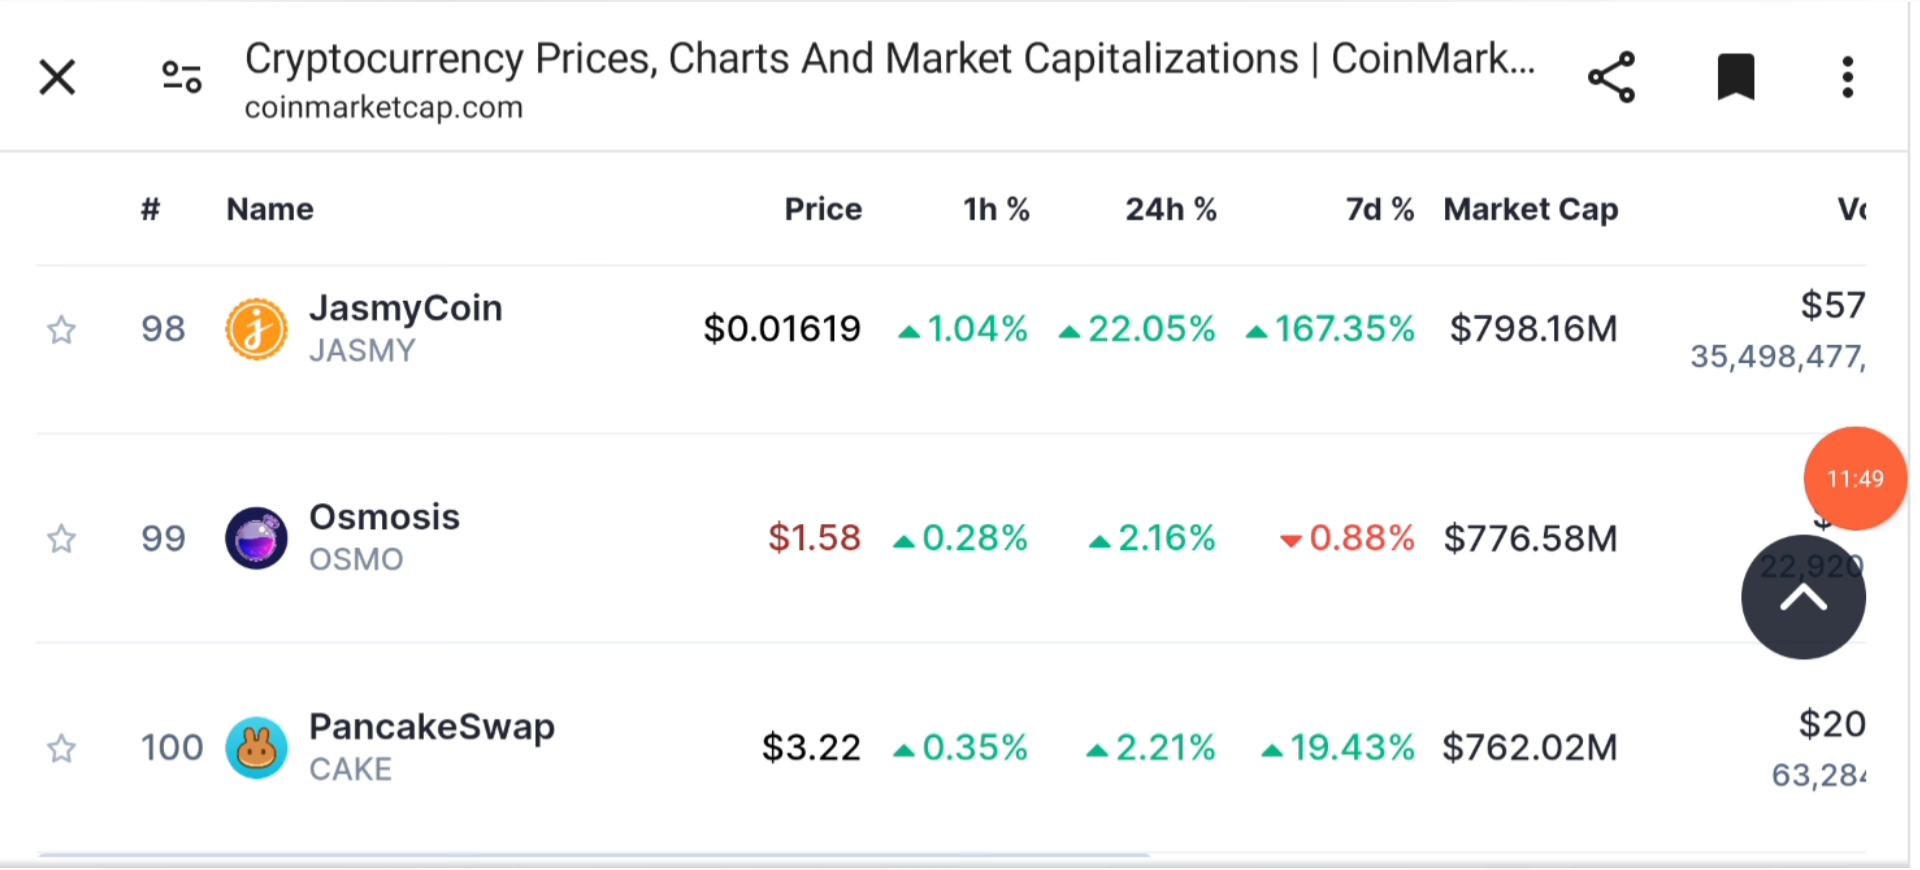 Cryptocurrency Prices, Charts And Market Capitalizations | CoinMark...
coinmarketcap.com
# Name Price 1h % 24h % 7d % Market Cap
98 JasmyCoin $0.01619 ▲1.04% ▲22.05% ▲167.35% $798.16M $57
JASMY 35,498,477,
11:49
99 Osmosis $1.58 ▲0.28% ▲2.16% ▼0.88% $776.58M
OSMO 22,920
100 PancakeSwap $3.22 ▲0.35% ▲2.21% ▲19.43% $762.02M $20
CAKE 63,284